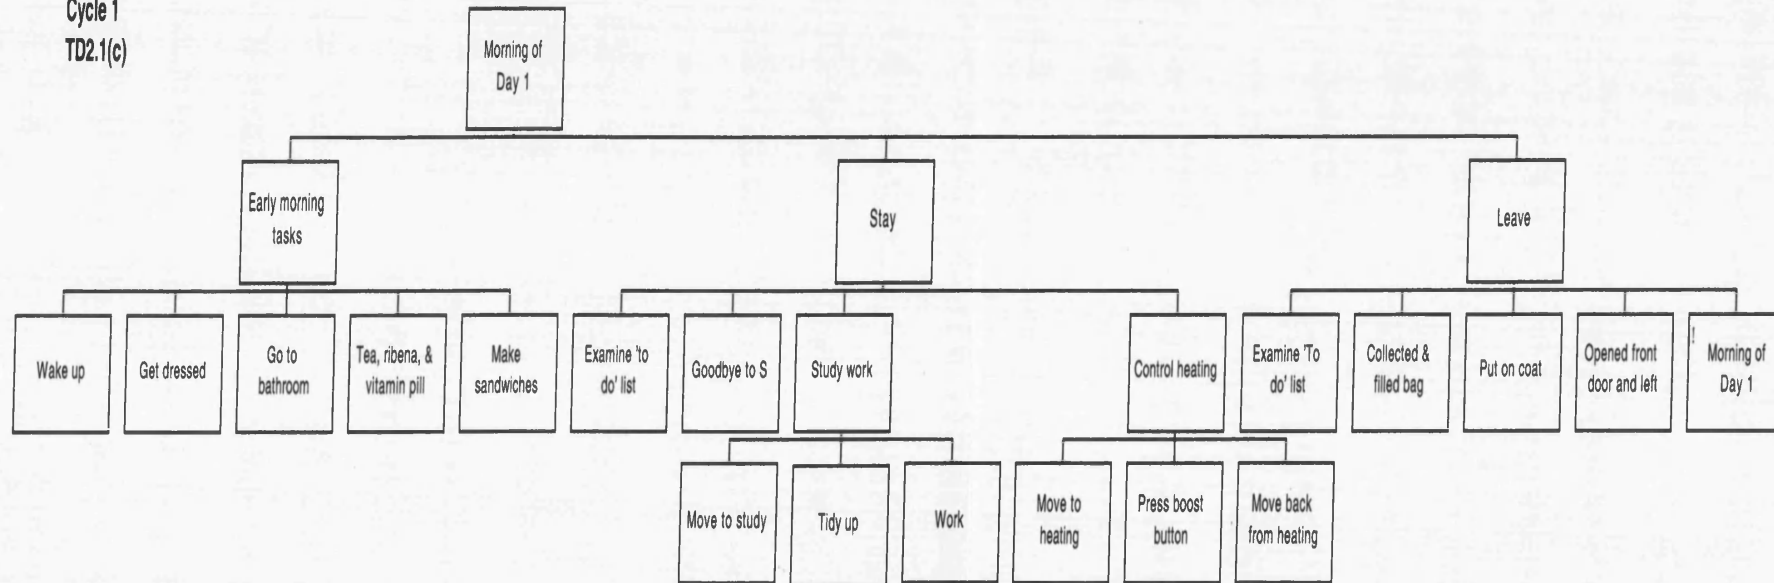 Cycle 1
TD2.1(c)
Morning of
Day 1
Early morning
tasks
Stay
Leave
Wake up
Get dressed
Go to
bathroom
Tea, ribena, &
vitamin pill
Make
sandwiches
Examine 'to
do' list
Goodbye to S
Study work
Control heating
Examine 'To
do' list
Collected &
filled bag
Put on coat
Opened front
door and left
!
Morning of
Day 1
Move to study
Tidy up
Work
Move to
heating
Press boost
button
Move back
from heating